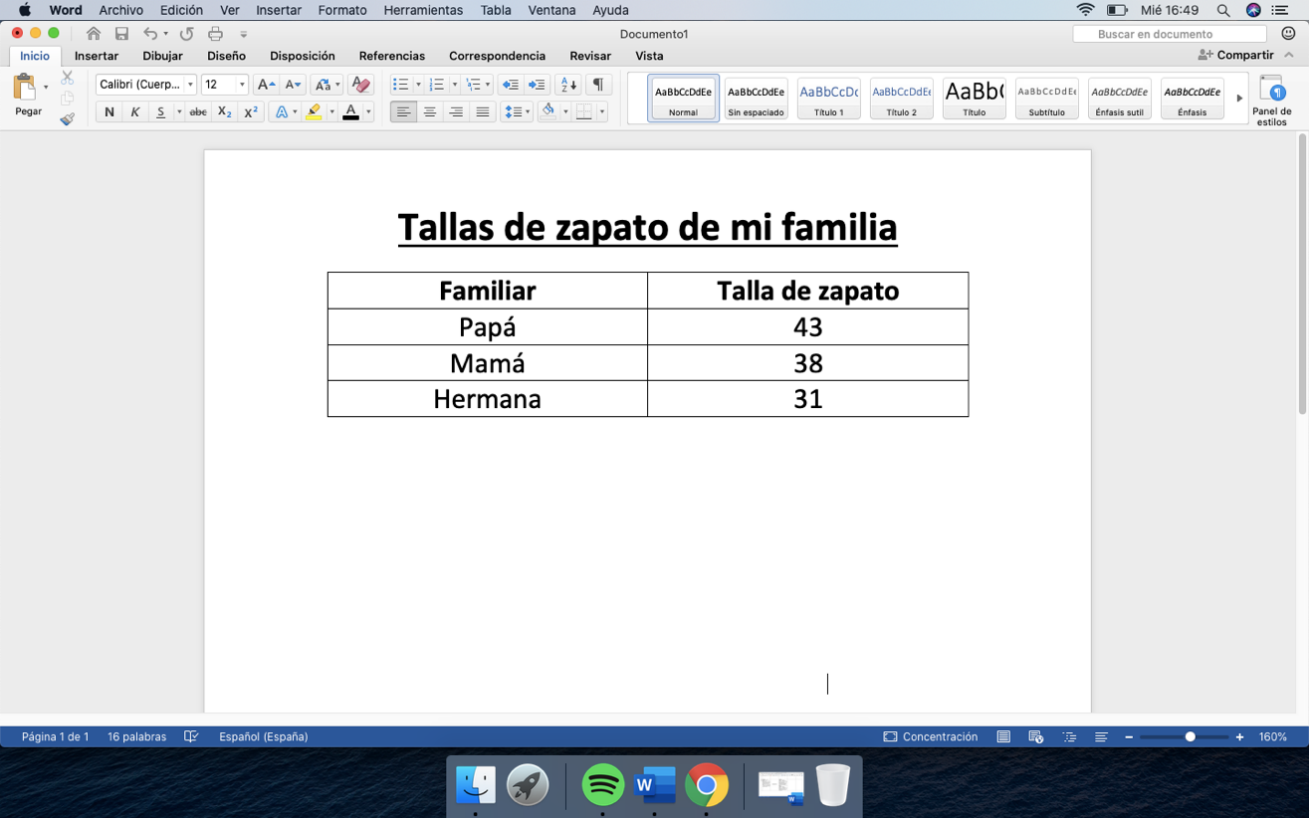 Word Archivo Edición Ver Insertar Formato Herramientas Tabla Ventana Ayuda Mié 16:49
Documento1 Buscar en documento
Inicio Insertar Dibujar Diseño Disposición Referencias Correspondencia Revisar Vista Compartir
Pegar Calibri (Cuerp... 12 A A Aa A
AaBbCcDdEe AaBbCcDdEe AaBbCcDc AaBbCcDdEe AaBb( AaBbCcDdEe AaBbCcDdEe AaBbCcDdEe
N K S abc X₂ X² A A
Normal Sin espaciado Título 1 Título 2 Título Subtítulo Énfasis sutil Énfasis Panel de
estilos
Tallas de zapato de mi familia
Familiar Talla de zapato
Papá 43
Mamá 38
Hermana 31
Página 1 de 1 16 palabras Español (España) Concentración 160%
W